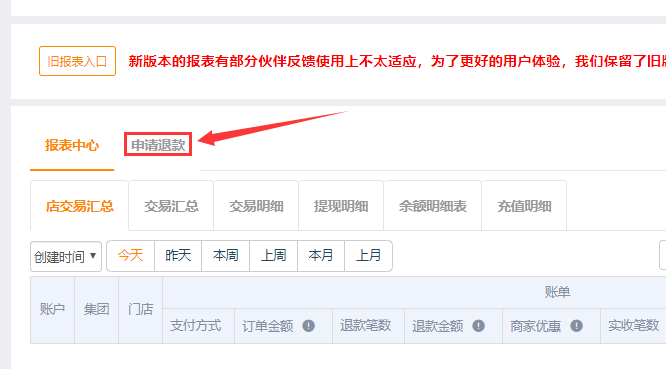 旧报表入口 新版本的报表有部分伙伴反馈使用上不太适应，为了更好的用户体验，我们保留了旧
报表中心 申请退款
店交易汇总 交易汇总 交易明细 提现明细 余额明细表 充值明细
创建时间 今天 昨天 本周 上周 本月 上月
账户 集团 门店 账单
支付方式 订单金额 退款笔数 退款金额 商家优惠 实收笔数